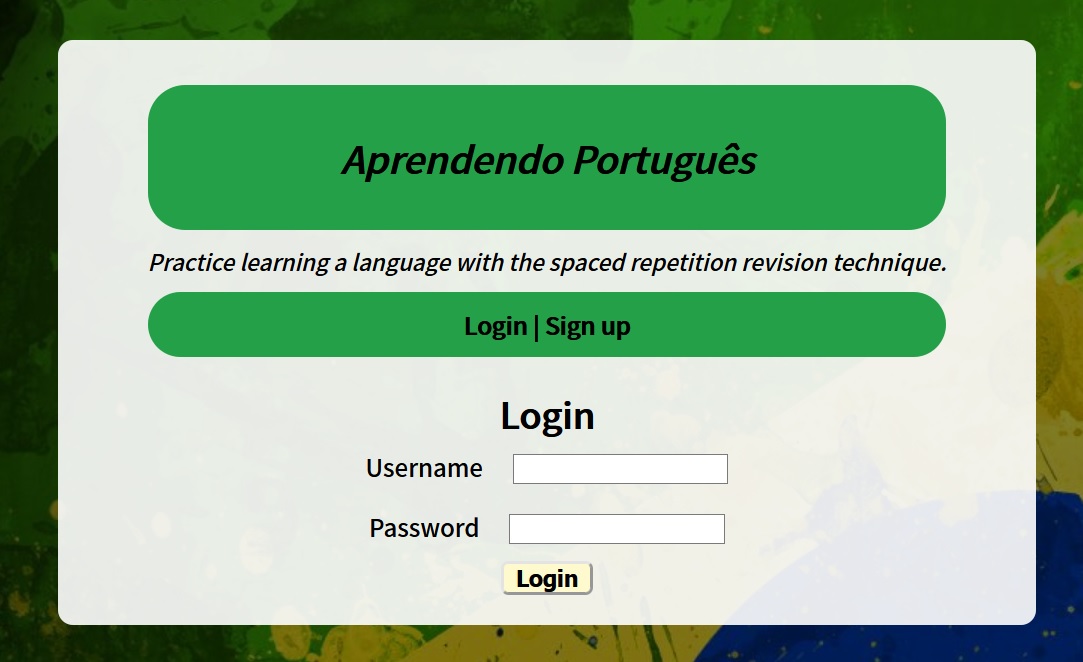 Aprendendo Português
Practice learning a language with the spaced repetition revision technique.
Login | Sign up
Login
Username
Password
Login